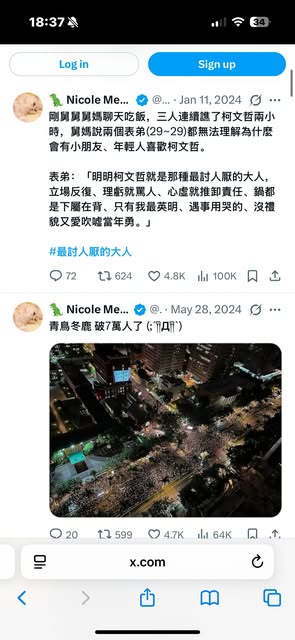 18:37
34
Log in
Sign up
Nicole Me... @... · Jan 11, 2024
剛舅舅舅媽聊天吃飯，三人連續譙了柯文哲兩小
時，舅媽說兩個表弟(29~29)都無法理解為什麼
會有小朋友、年輕人喜歡柯文哲。
表弟：「明明柯文哲就是那種最討人厭的大人，
立場反復、理虧就罵人、心虛就推卸責任、鍋都
是下屬在背、只有我最英明、遇事用哭的、沒禮
貌又愛吹噓當年勇。」
#最討人厭的大人
72 624 4.8K 100K
Nicole Me... @. · May 28, 2024
青鳥冬鹿 破7萬人了 (;´༎ຶД༎ຶ`)
20 599 4.7K 64K
x.com